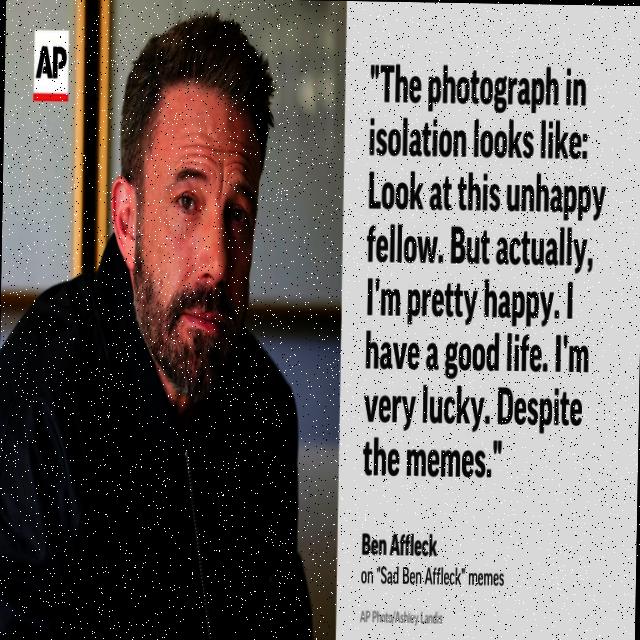 AP
"The photograph in
isolation looks like:
Look at this unhappy
fellow. But actually,
I'm pretty happy. I
have a good life. I'm
very lucky. Despite
the memes."
Ben Affleck
on "Sad Ben Affleck" memes
AP Photo/Ashley Landis